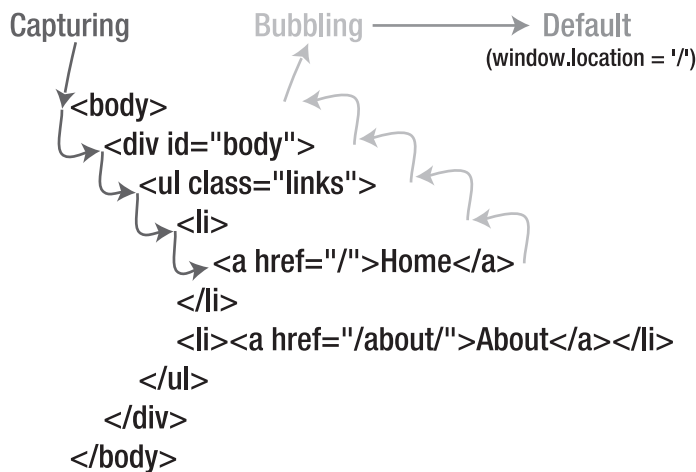 Capturing Bubbling Default
(window.location = '/')
<body>
<div id="body">
<ul class="links">
<li>
<a href="/">Home</a>
</li>
<li><a href="/about/">About</a></li>
</ul>
</div>
</body>